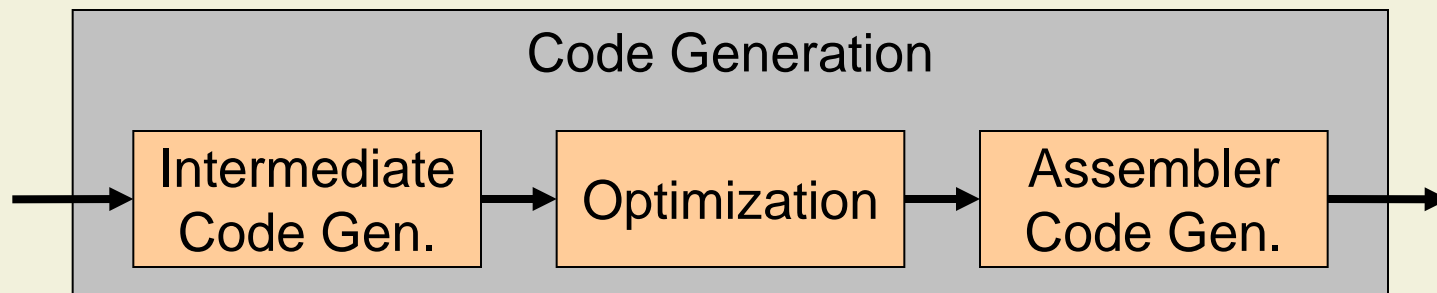 Code Generation
Intermediate
Code Gen.
Optimization
Assembler
Code Gen.